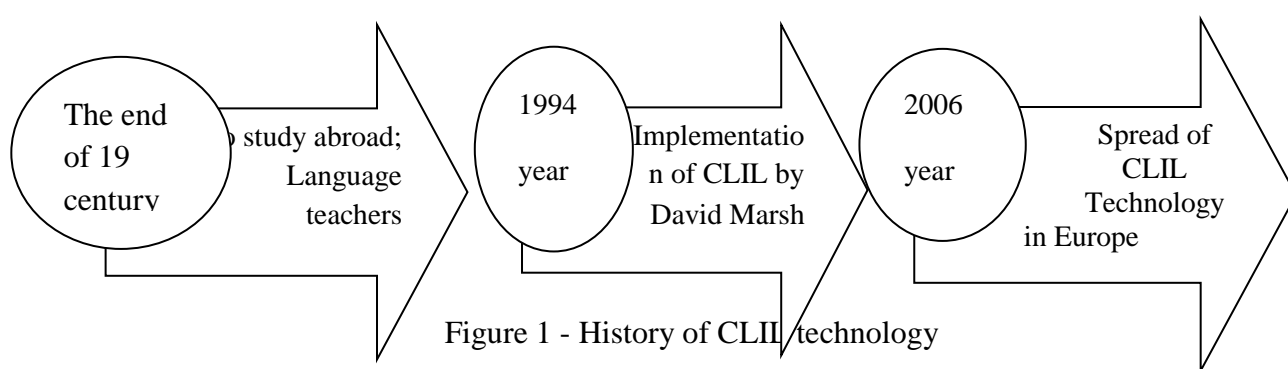 The end
of 19
century
study abroad;
Language
teachers
1994
year
Implementatio
n of CLIL by
David Marsh
2006
year
Spread of
CLIL
Technology
in Europe
Figure 1 - History of CLIL technology